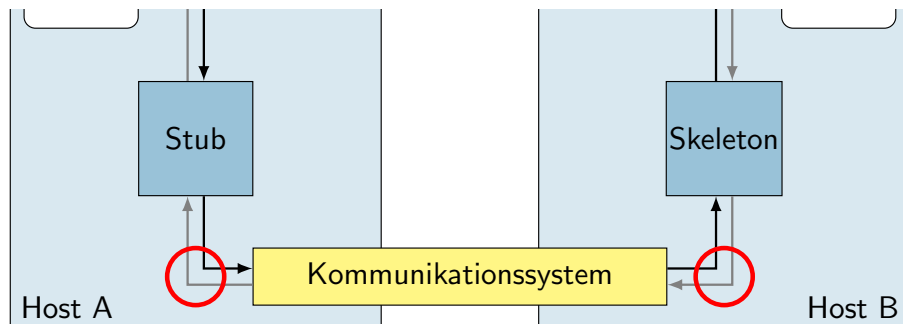 Stub
Skeleton
Kommunikationssystem
Host A
Host B